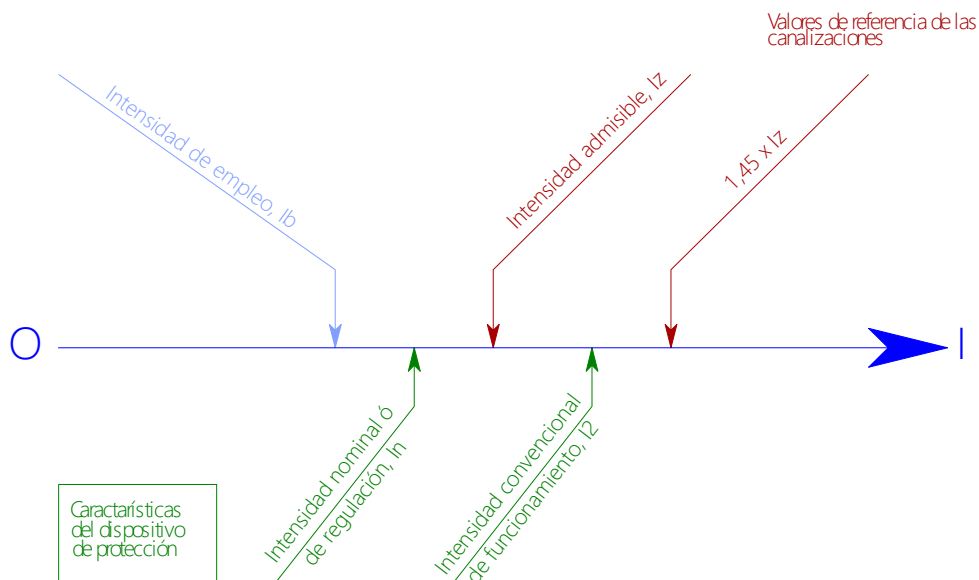 Valores de referencia de las
canalizaciones
Intensidad de empleo, Ib
Intensidad admisible, Iz
1,45 x Iz
O
I
Intensidad nominal ó
de regulación, In
Intensidad convencional
de funcionamiento, I2
Caractarísticas
del dispositivo
de protección